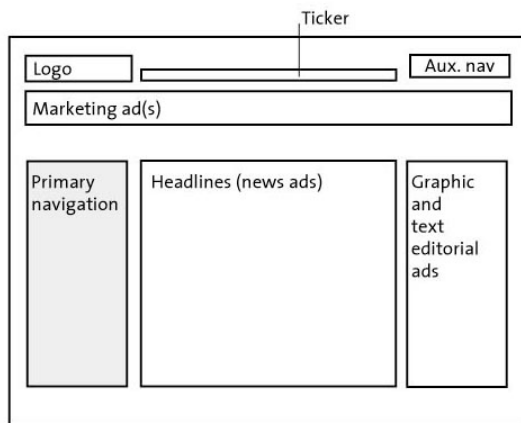 Ticker
Logo
Aux. nav
Marketing ad(s)
Primary
navigation
Headlines (news ads)
Graphic
and
text
editorial
ads